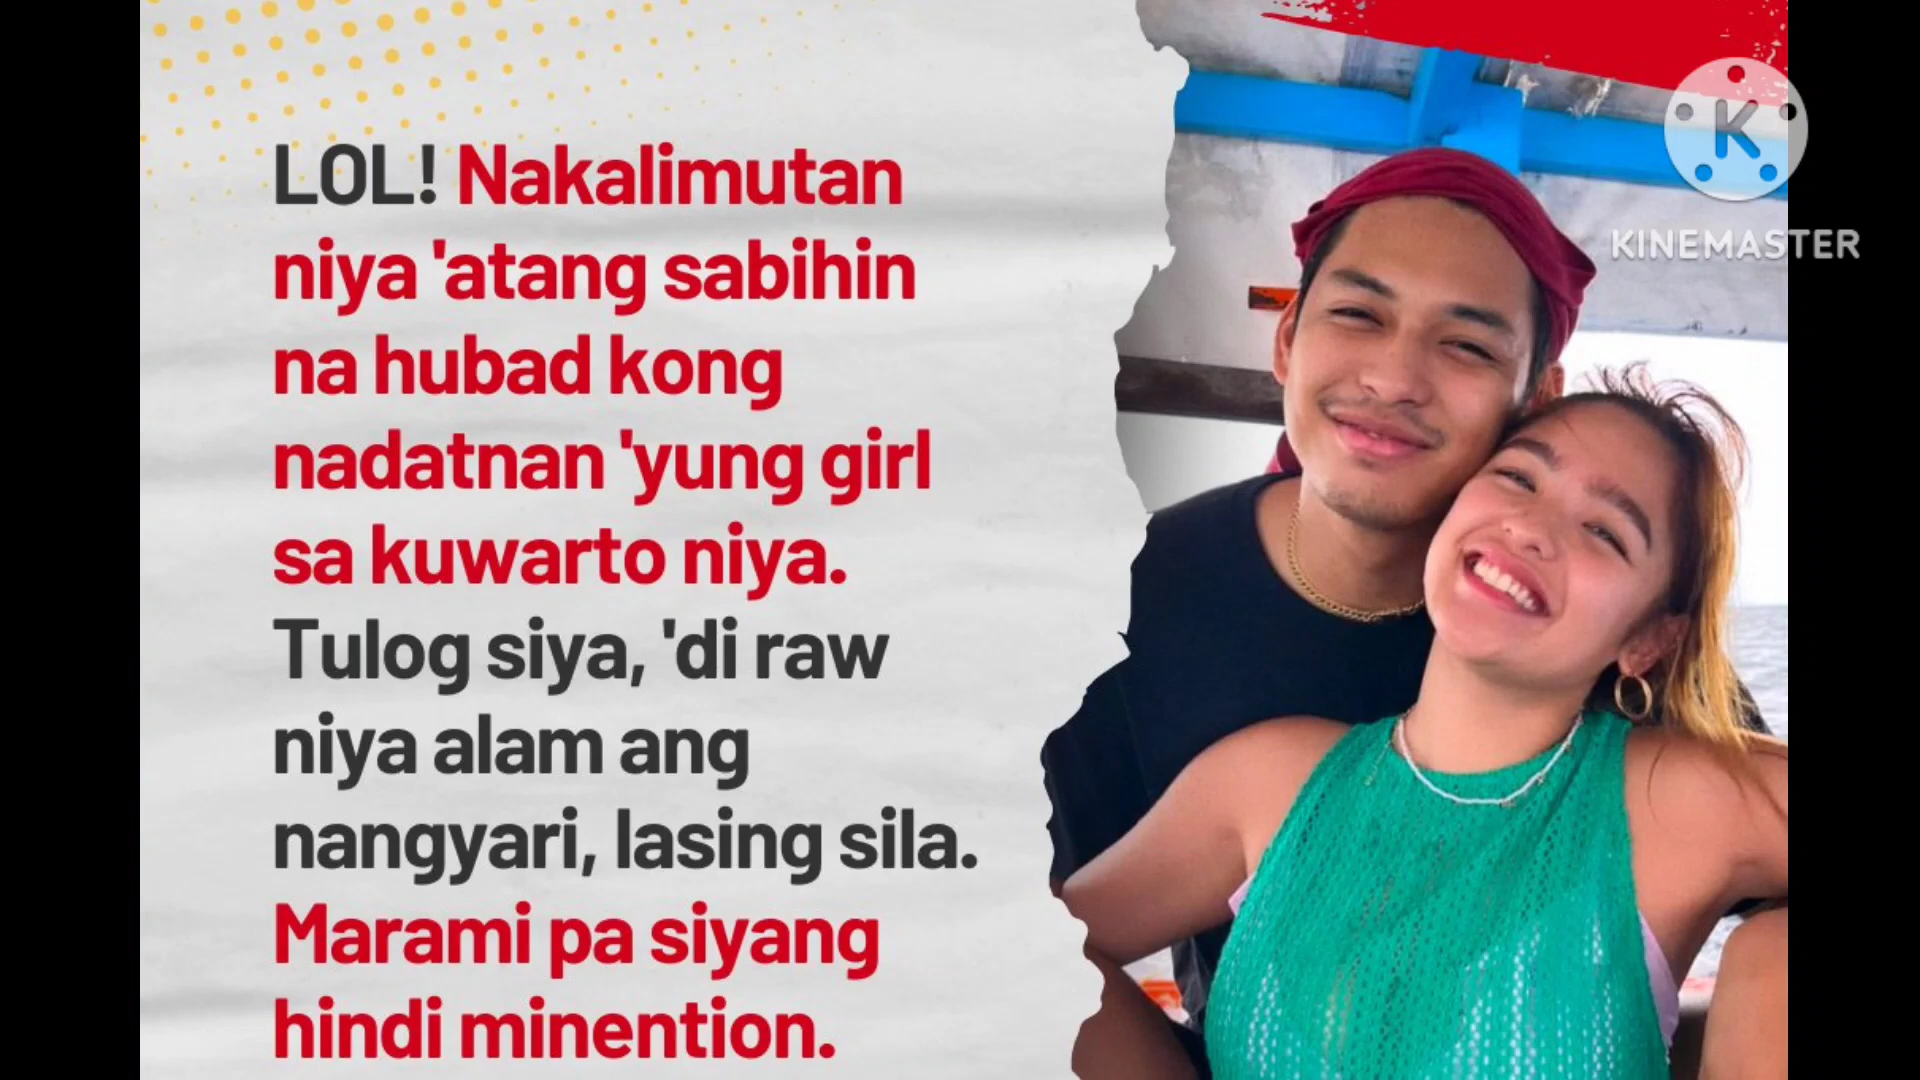 LOL! Nakalimutan
niya 'atang sabihin
na hubad kong
nadatnan 'yung girl
sa kuwarto niya.
Tulog siya, 'di raw
niya alam ang
nangyari, lasing sila.
Marami pa siyang
hindi minention.
K
KINEMASTER